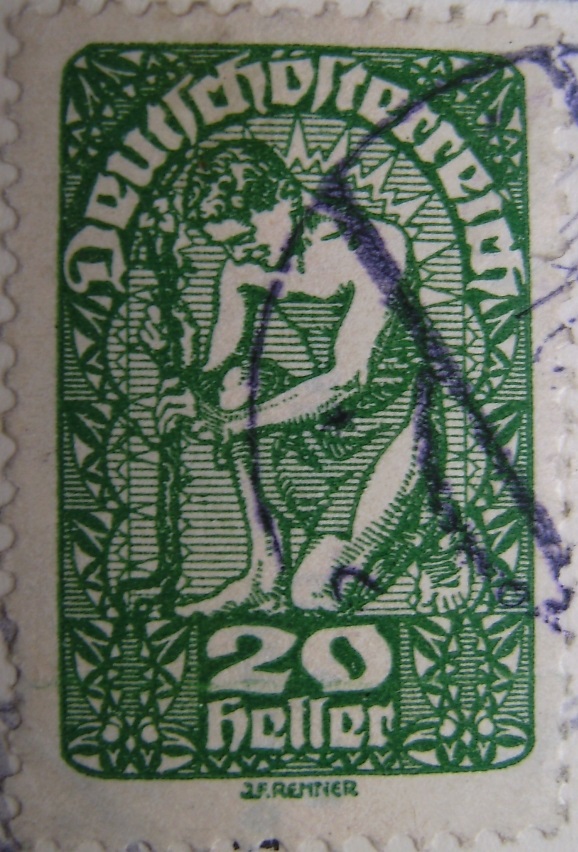 Deutschösterreich
20
Heller
J.F. RENNER